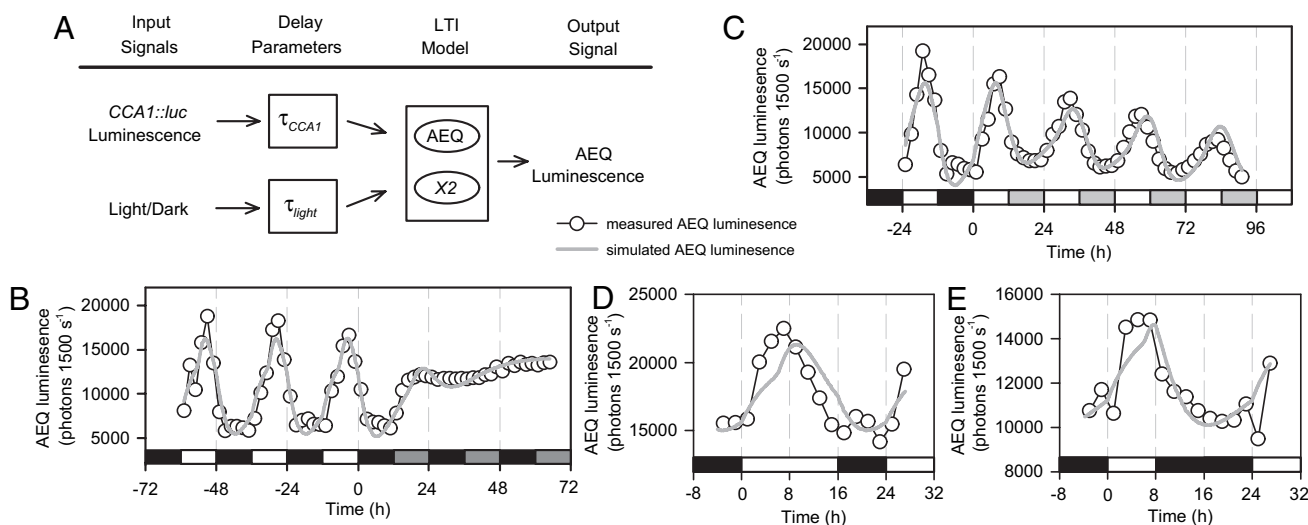 A
Input Signals
Delay Parameters
LTI Model
Output Signal
CCA1::luc Luminescence
τCCA1
AEQ
X2
AEQ Luminescence
Light/Dark
τlight
measured AEQ luminesence
simulated AEQ luminesence
B
AEQ luminesence
(photons 1500 s-1)
20000
15000
10000
5000
-72 -48 -24 0 24 48 72
Time (h)
C
AEQ luminesence
(photons 1500 s-1)
20000
15000
10000
5000
-24 0 24 48 72 96
Time (h)
D
AEQ luminesence
(photons 1500 s-1)
25000
20000
15000
-8 0 8 16 24 32
Time (h)
E
AEQ luminesence
(photons 1500 s-1)
16000
14000
12000
10000
8000
-8 0 8 16 24 32
Time (h)